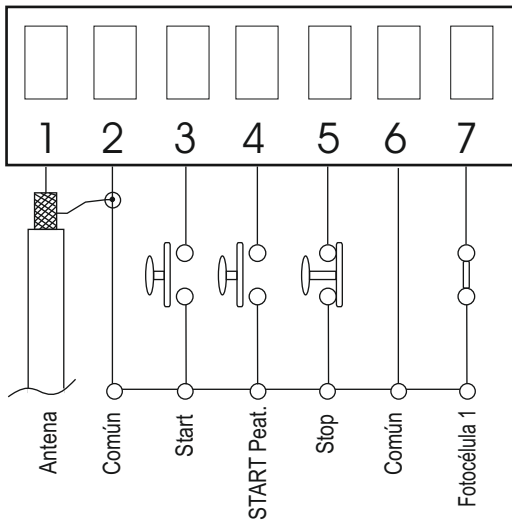 1 2 3 4 5 6 7
Antena
Común
Start
START Peat.
Stop
Común
Fotocélula 1